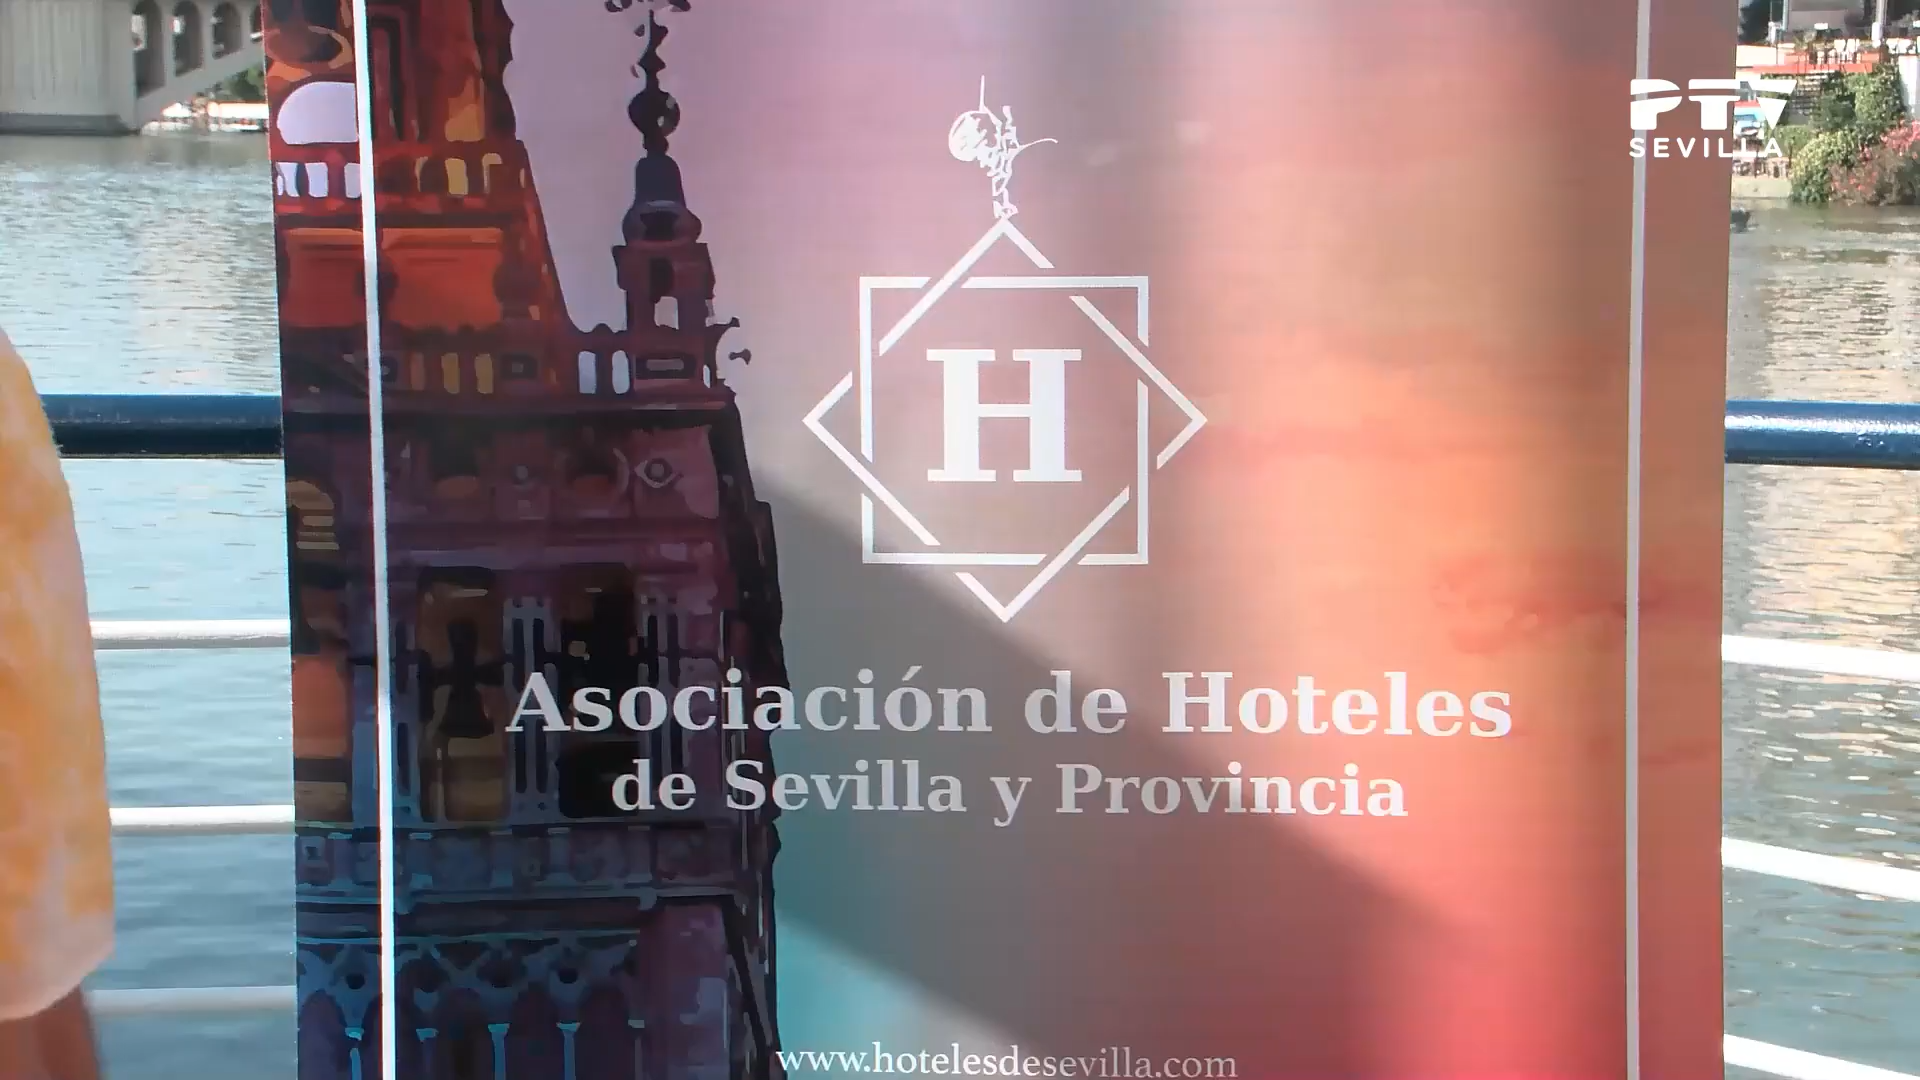 PTV
SEVILLA
H
Asociación de Hoteles
de Sevilla y Provincia
www.hotelesdesevilla.com